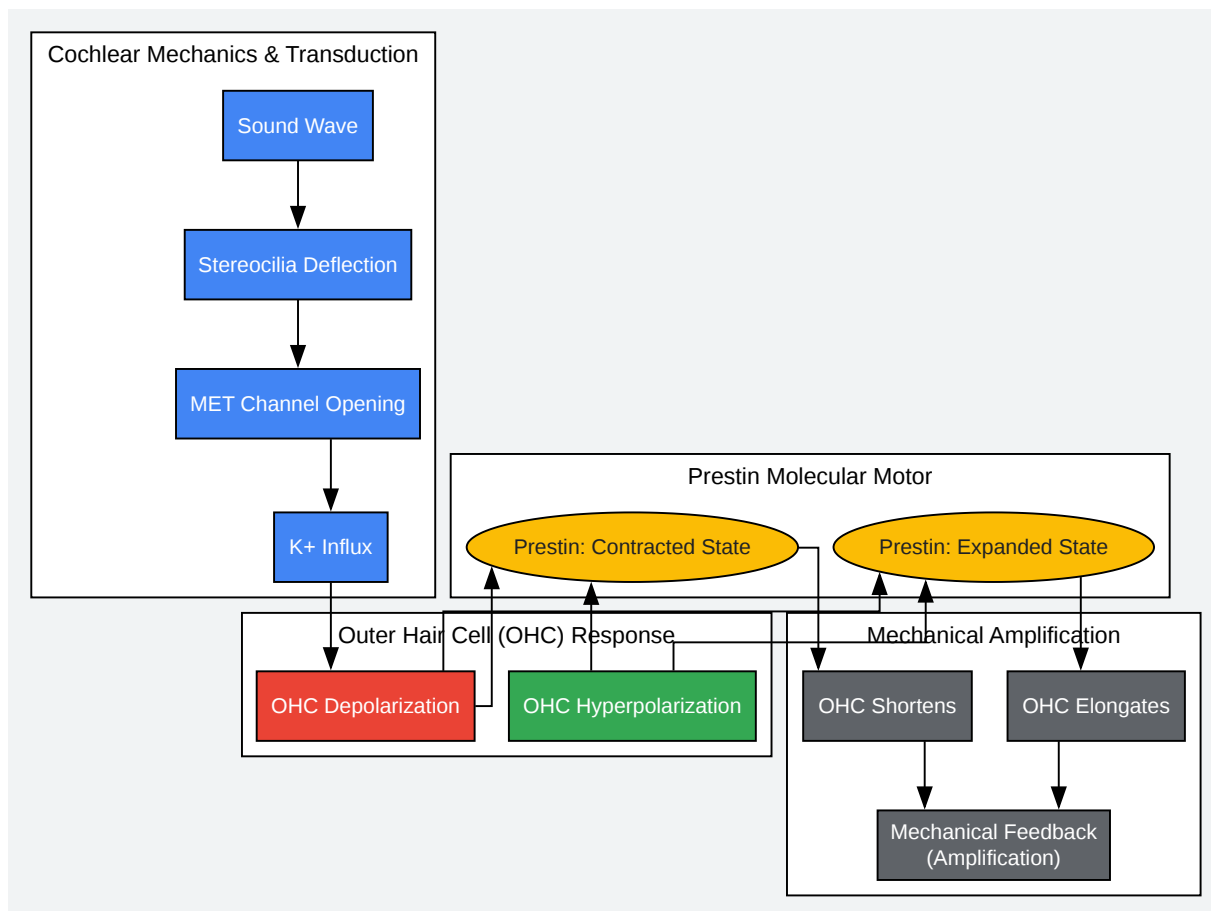 Cochlear Mechanics & Transduction
Sound Wave
Stereocilia Deflection
MET Channel Opening
K+ Influx
Prestin Molecular Motor
Prestin: Contracted State
Prestin: Expanded State
Outer Hair Cell (OHC) Response
OHC Depolarization
OHC Hyperpolarization
Mechanical Amplification
OHC Shortens
OHC Elongates
Mechanical Feedback
(Amplification)